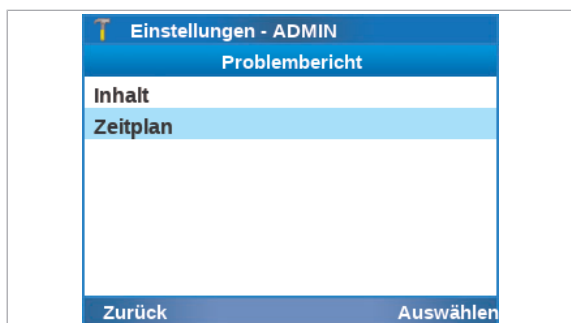 Einstellungen - ADMIN
Problembericht
Inhalt
Zeitplan
Zurück Auswählen